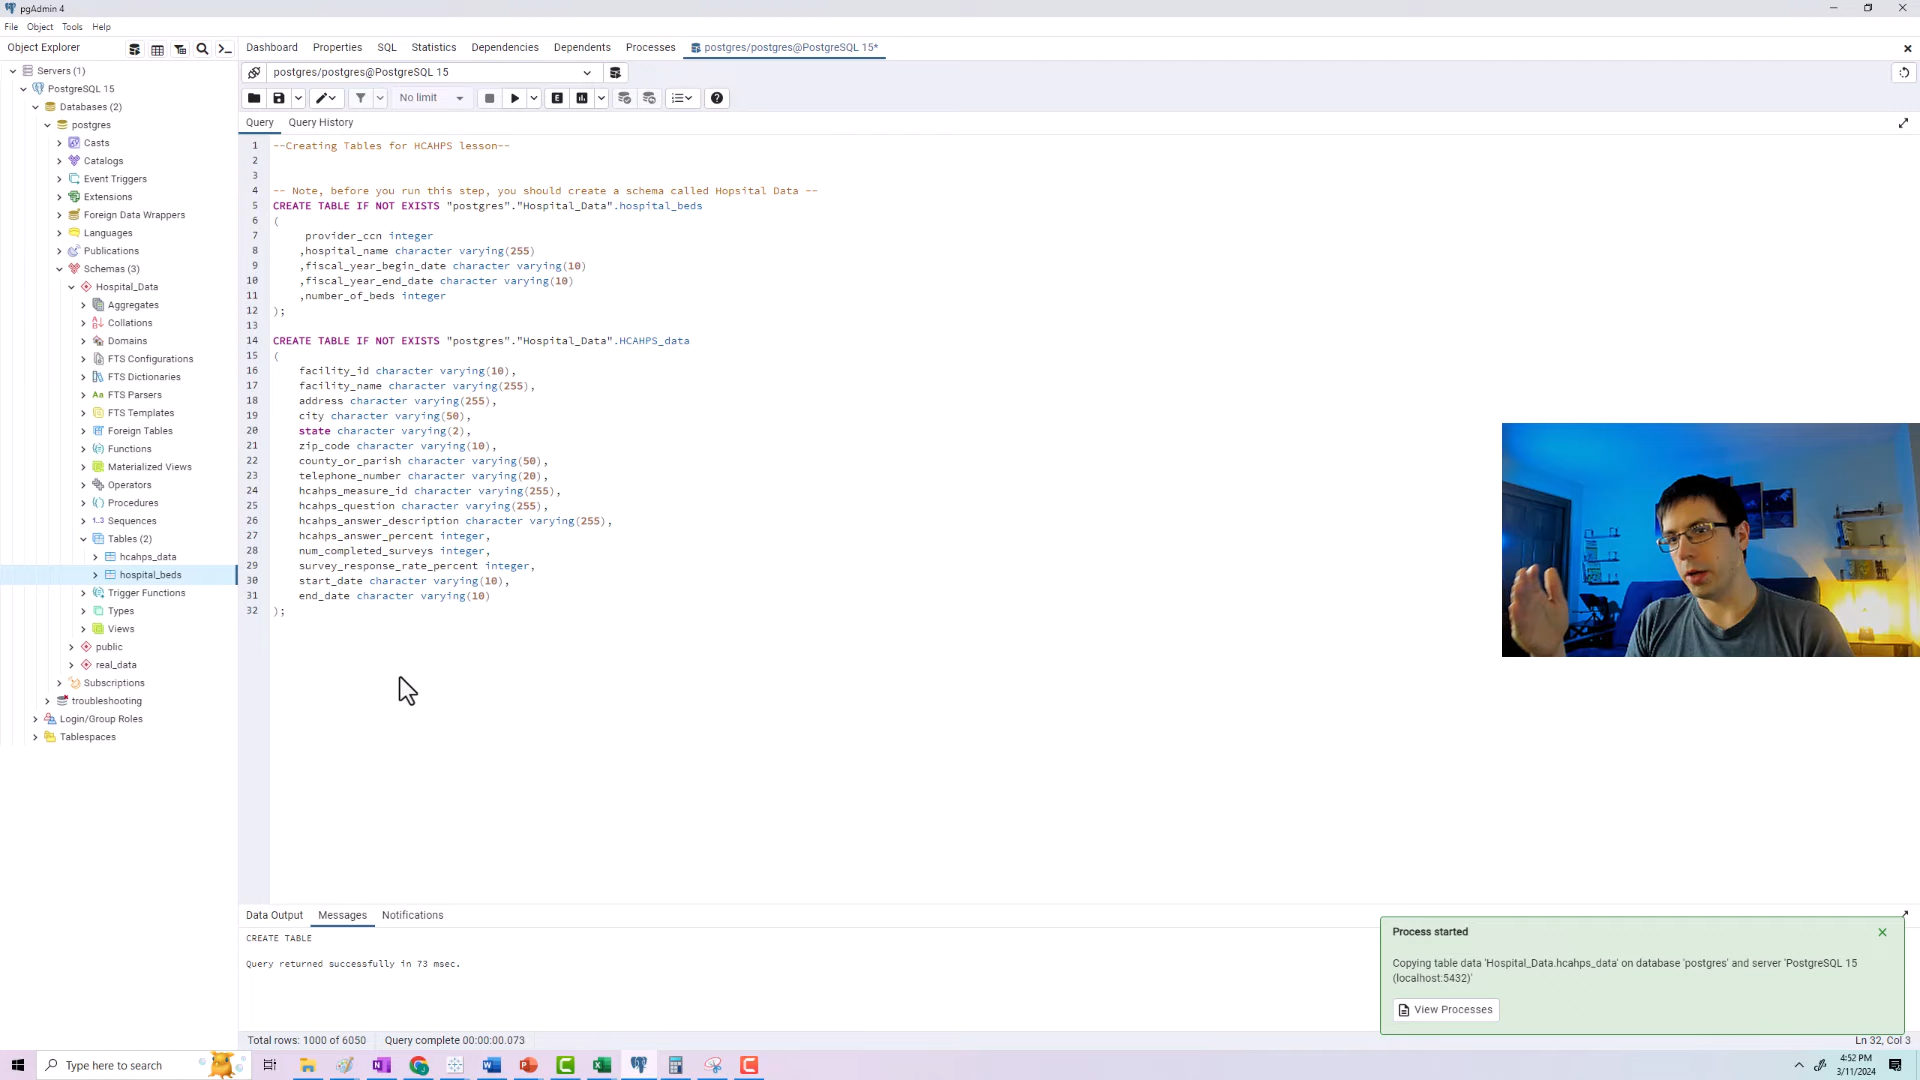 pgAdmin 4
File Object Tools Help
Object Explorer
Dashboard Properties SQL Statistics Dependencies Dependents Processes postgres/postgres@PostgreSQL 15*
Servers (1)
PostgreSQL 15
Databases (2)
postgres
Casts
Catalogs
Event Triggers
Extensions
Foreign Data Wrappers
Languages
Publications
Schemas (3)
Hospital_Data
Aggregates
Collations
Domains
FTS Configurations
FTS Dictionaries
Aa FTS Parsers
FTS Templates
Foreign Tables
Functions
Materialized Views
Operators
Procedures
1..3 Sequences
Tables (2)
hcahps_data
hospital_beds
Trigger Functions
Types
Views
public
real_data
Subscriptions
troubleshooting
Login/Group Roles
Tablespaces
postgres/postgres@PostgreSQL 15
No limit
E
Query Query History
1 --Creating Tables for HCAHPS lesson--
2
3
4 -- Note, before you run this step, you should create a schema called Hopsital Data --
5 CREATE TABLE IF NOT EXISTS "postgres"."Hospital_Data".hospital_beds
6 (
7 provider_ccn integer
8 ,hospital_name character varying(255)
9 ,fiscal_year_begin_date character varying(10)
10 ,fiscal_year_end_date character varying(10)
11 ,number_of_beds integer
12 );
13
14 CREATE TABLE IF NOT EXISTS "postgres"."Hospital_Data".HCAHPS_data
15 (
16 facility_id character varying(10),
17 facility_name character varying(255),
18 address character varying(255),
19 city character varying(50),
20 state character varying(2),
21 zip_code character varying(10),
22 county_or_parish character varying(50),
23 telephone_number character varying(20),
24 hcahps_measure_id character varying(255),
25 hcahps_question character varying(255),
26 hcahps_answer_description character varying(255),
27 hcahps_answer_percent integer,
28 num_completed_surveys integer,
29 survey_response_rate_percent integer,
30 start_date character varying(10),
31 end_date character varying(10)
32 );
Data Output Messages Notifications
CREATE TABLE
Query returned successfully in 73 msec.
Process started
Copying table data 'Hospital_Data.hcahps_data' on database 'postgres' and server 'PostgreSQL 15
(localhost:5432)'
View Processes
Total rows: 1000 of 6050 Query complete 00:00:00.073
Ln 32, Col 3
Type here to search
4:52 PM
3/11/2024